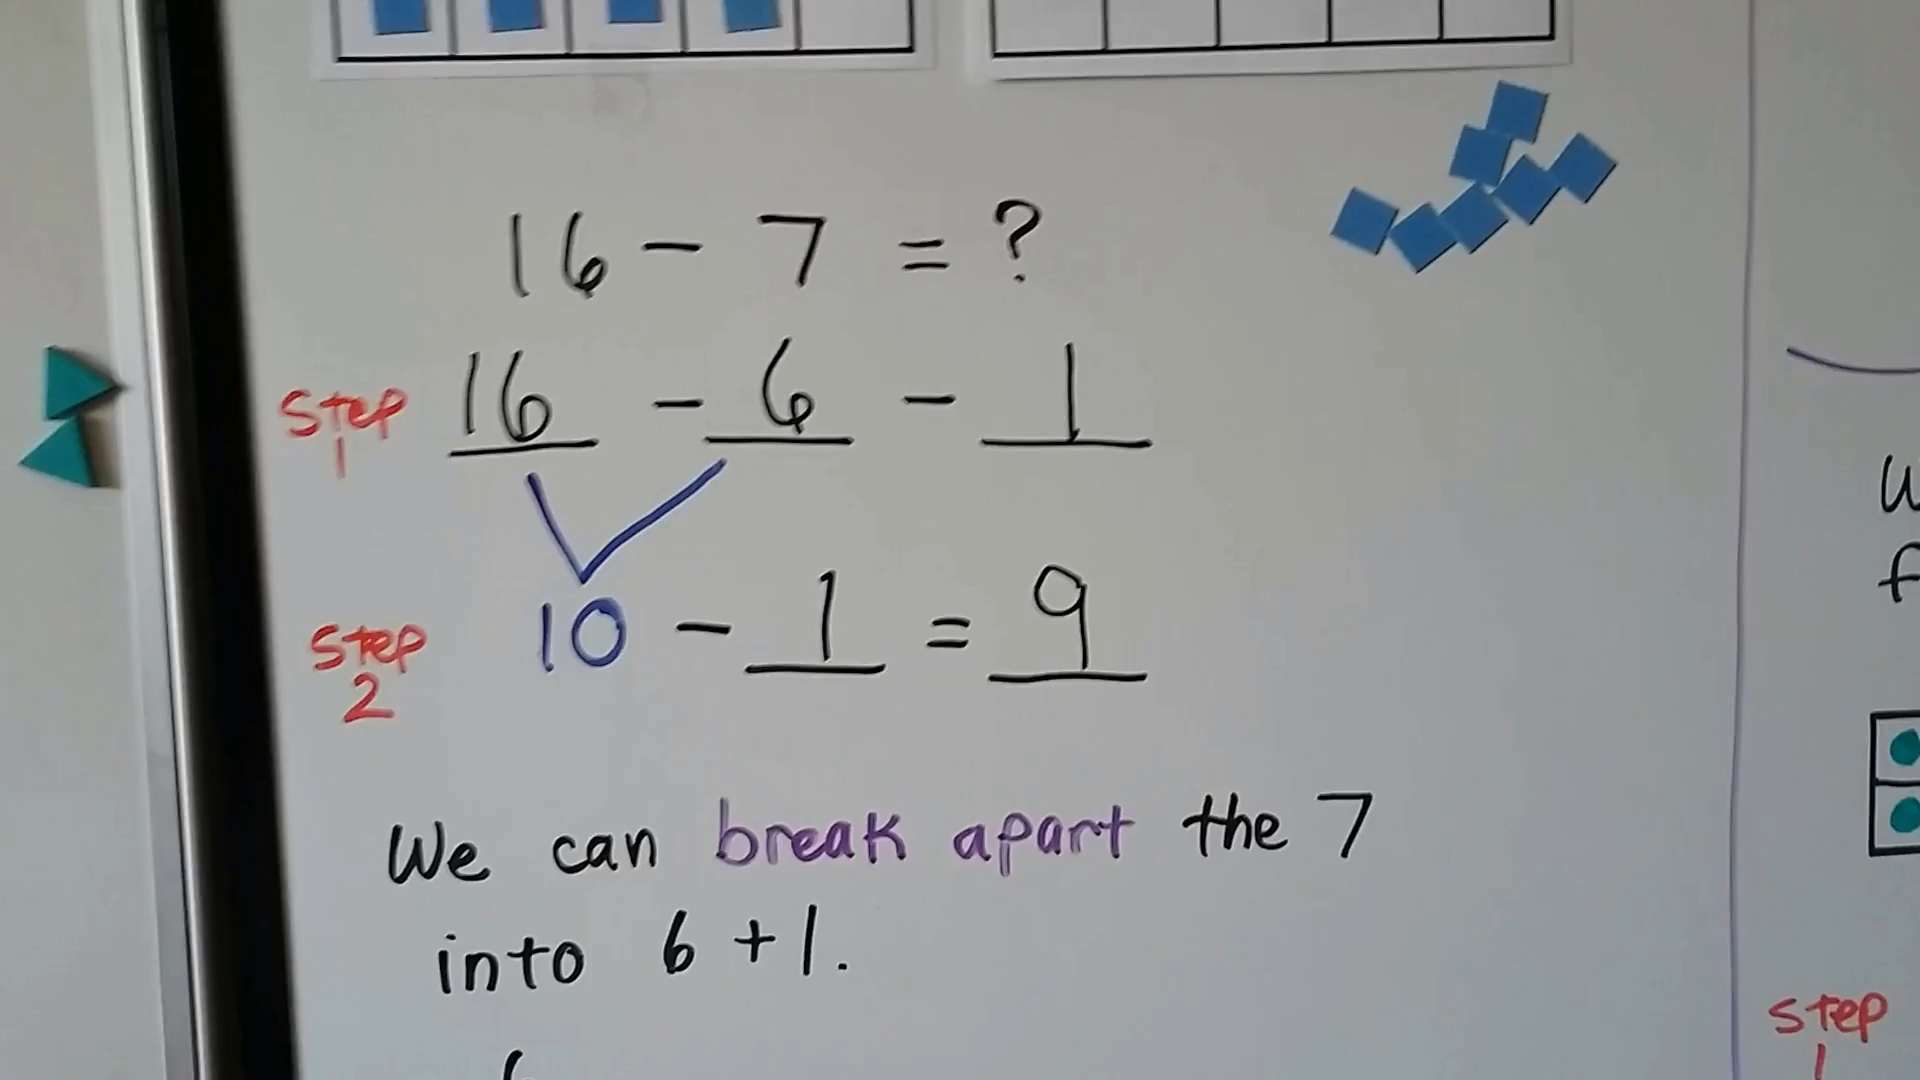 16 - 7 = ?
Step 1 16 - 6 - 1
Step 2 10 - 1 = 9
We can break apart the 7
into 6 + 1.
Step 1